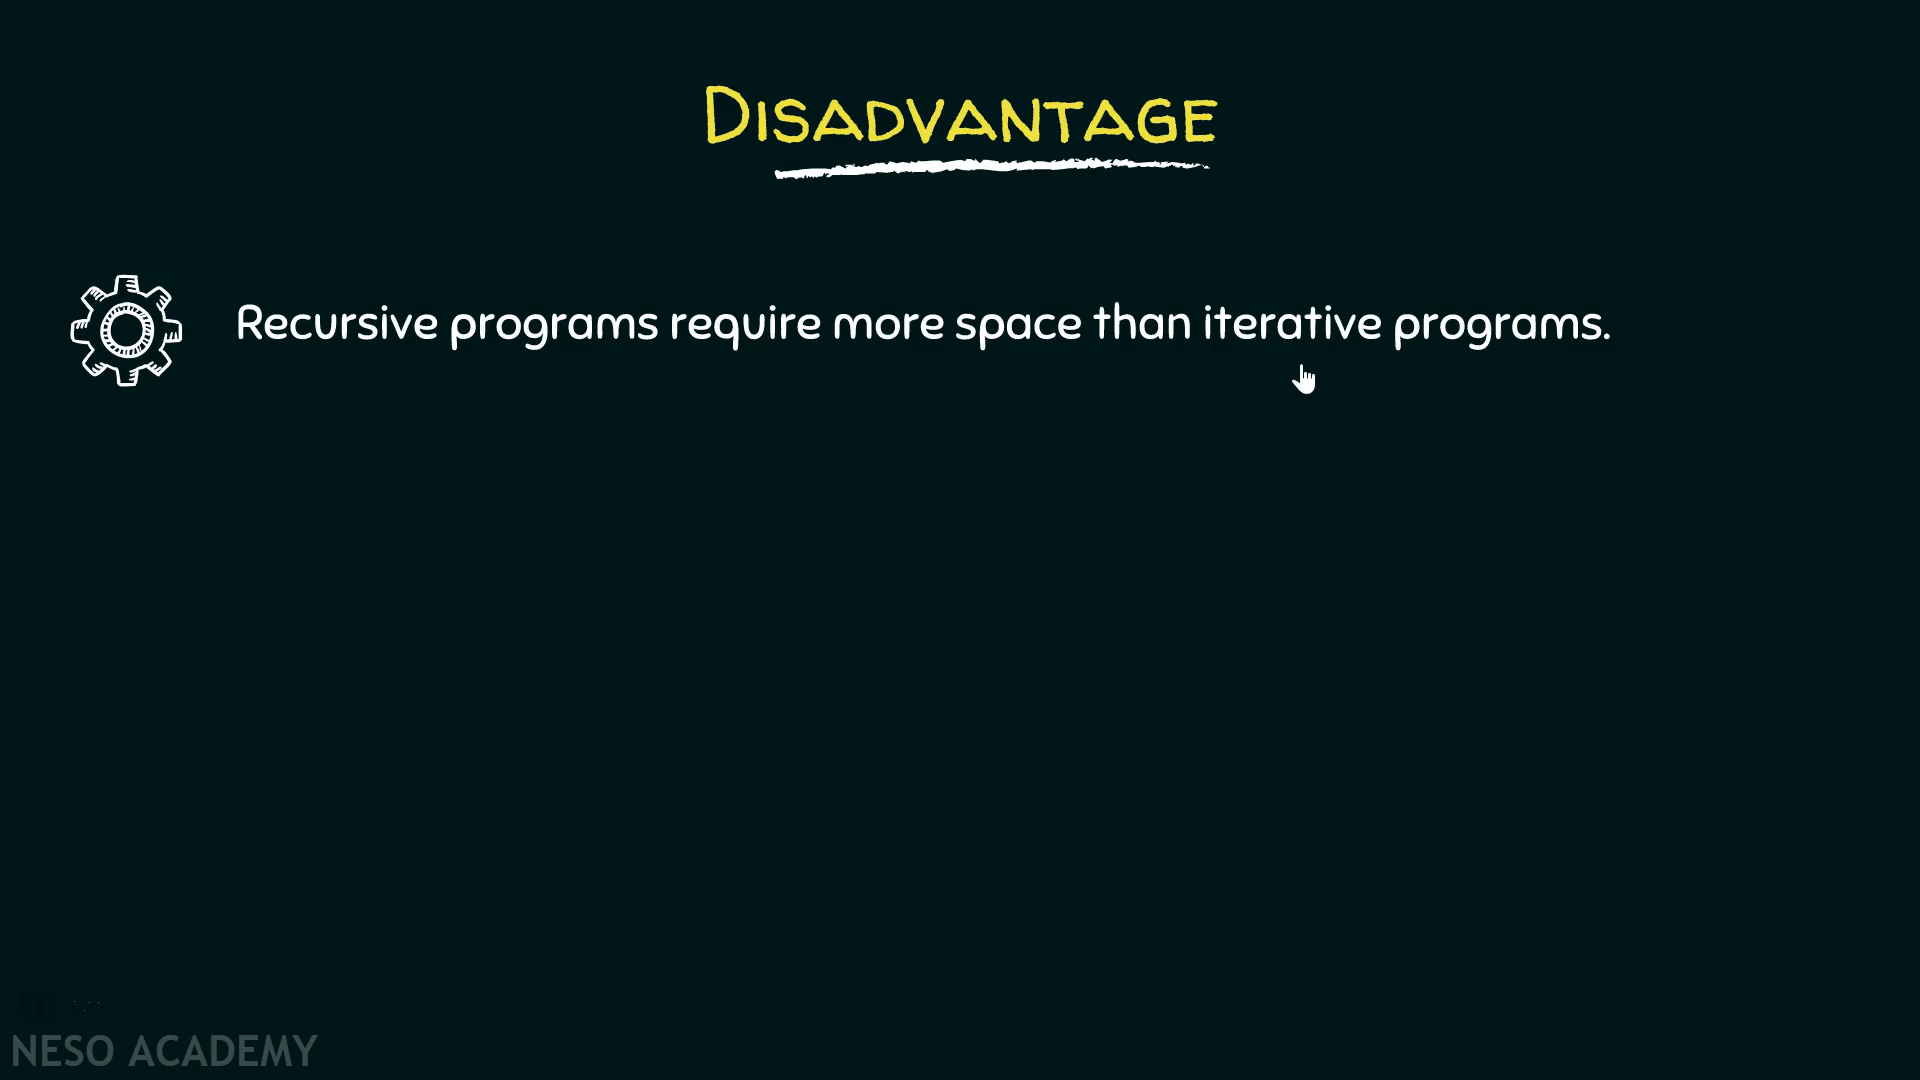 DISADVANTAGE
Recursive programs require more space than iterative programs.
NESO ACADEMY